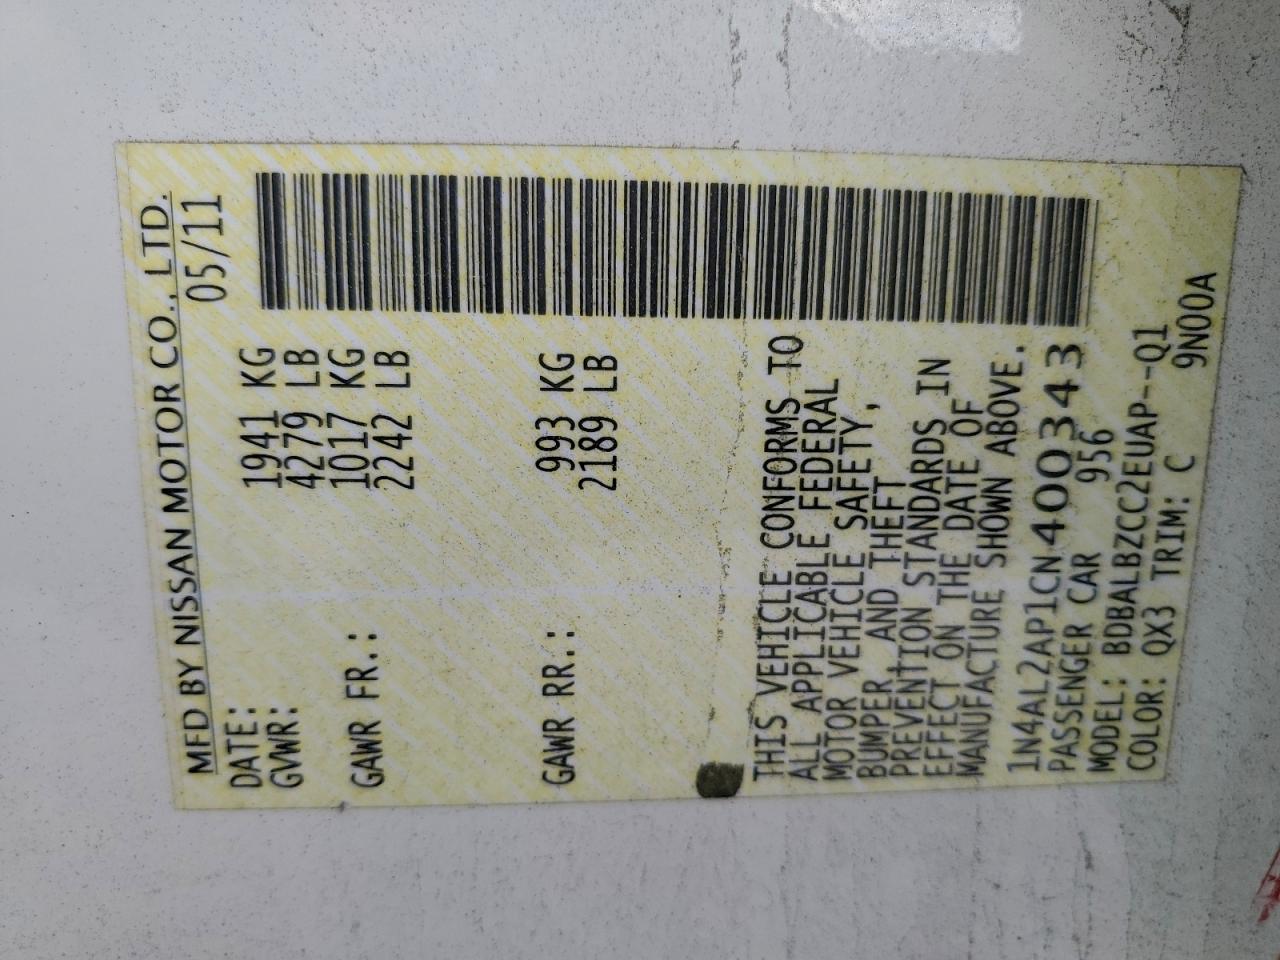 MFD BY NISSAN MOTOR CO., LTD.
DATE: 05/11
GVWR: 1941 KG
4279 LB
GAWR FR.: 1017 KG
2242 LB
GAWR RR.: 993 KG
2189 LB
THIS VEHICLE CONFORMS TO
ALL APPLICABLE FEDERAL
MOTOR VEHICLE SAFETY,
BUMPER AND THEFT
PREVENTION STANDARDS IN
EFFECT ON THE DATE OF
MANUFACTURE SHOWN ABOVE.
1N4AL2AP1CN400343
PASSENGER CAR 956
MODEL: BDBALBZCC2EUAP--Q1
COLOR: QX3 TRIM: C 9N00A